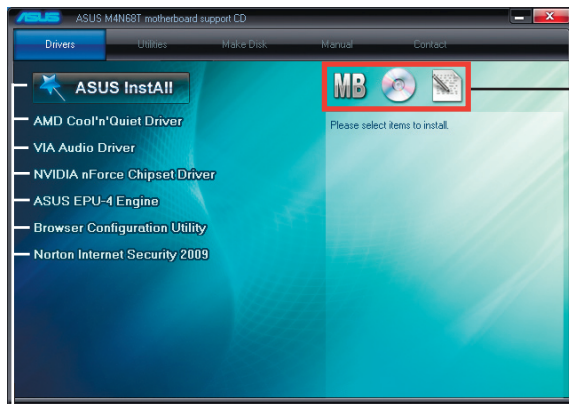 ASUS ASUS M4N68T motherboard support CD
Drivers Utilities Make Disk Manual Contact
ASUS InstAll
MB
Please select items to install.
AMD Cool'n'Quiet Driver
VIA Audio Driver
NVIDIA nForce Chipset Driver
ASUS EPU-4 Engine
Browser Configuration Utility
Norton Internet Security 2009